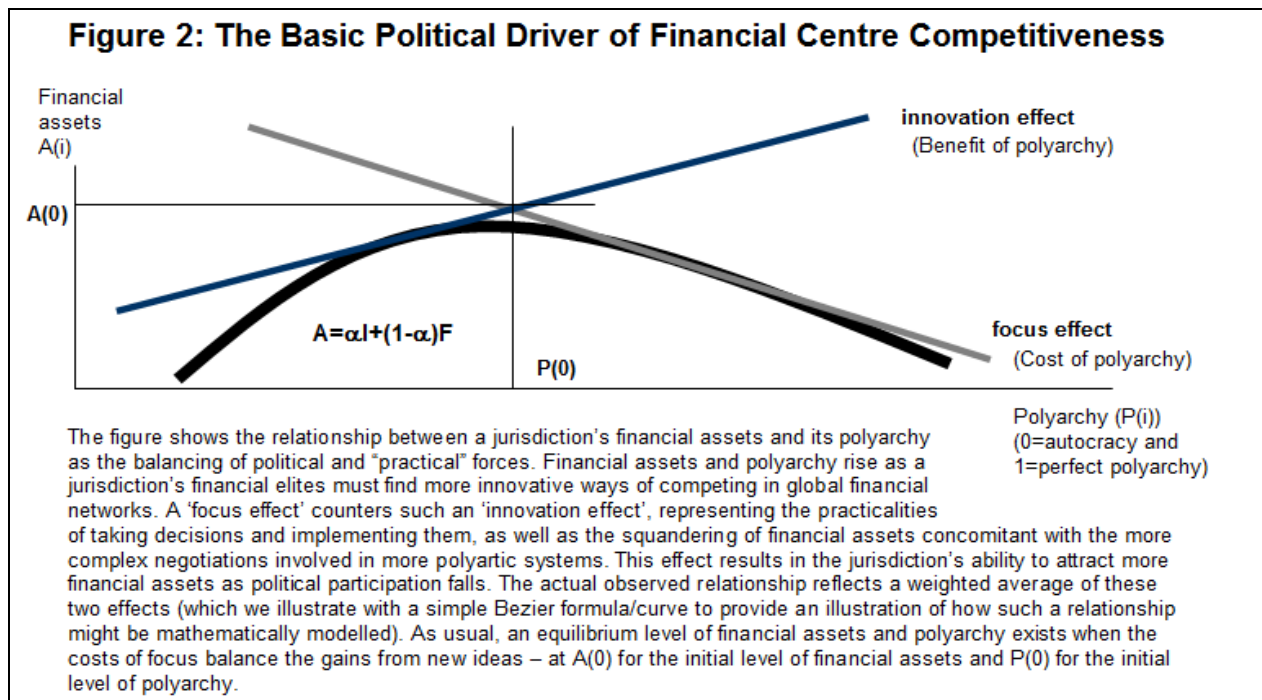 Figure 2: The Basic Political Driver of Financial Centre Competitiveness
Financial
assets
A(i)
innovation effect
(Benefit of polyarchy)
A(0)
A=αI+(1-α)F
P(0)
focus effect
(Cost of polyarchy)
Polyarchy (P(i))
(0=autocracy and
1=perfect polyarchy)
The figure shows the relationship between a jurisdiction's financial assets and its polyarchy
as the balancing of political and “practical” forces. Financial assets and polyarchy rise as a
jurisdiction's financial elites must find more innovative ways of competing in global financial
networks. A ‘focus effect’ counters such an ‘innovation effect’, representing the practicalities
of taking decisions and implementing them, as well as the squandering of financial assets concomitant with the more
complex negotiations involved in more polyartic systems. This effect results in the jurisdiction's ability to attract more
financial assets as political participation falls. The actual observed relationship reflects a weighted average of these
two effects (which we illustrate with a simple Bezier formula/curve to provide an illustration of how such a relationship
might be mathematically modelled). As usual, an equilibrium level of financial assets and polyarchy exists when the
costs of focus balance the gains from new ideas – at A(0) for the initial level of financial assets and P(0) for the initial
level of polyarchy.